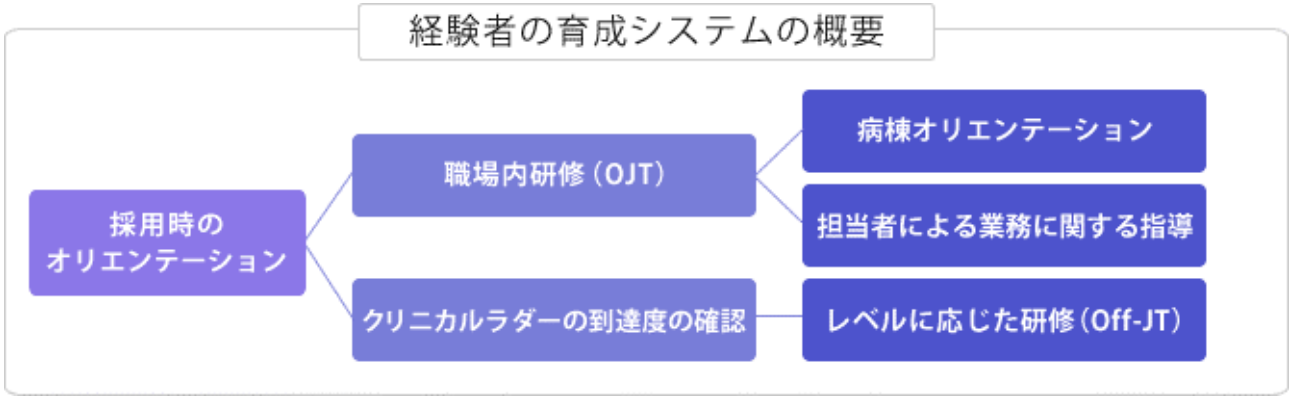 経験者の育成システムの概要
採用時の
オリエンテーション
職場内研修（OJT）
クリニカルラダーの到達度の確認
病棟オリエンテーション
担当者による業務に関する指導
レベルに応じた研修（Off-JT）